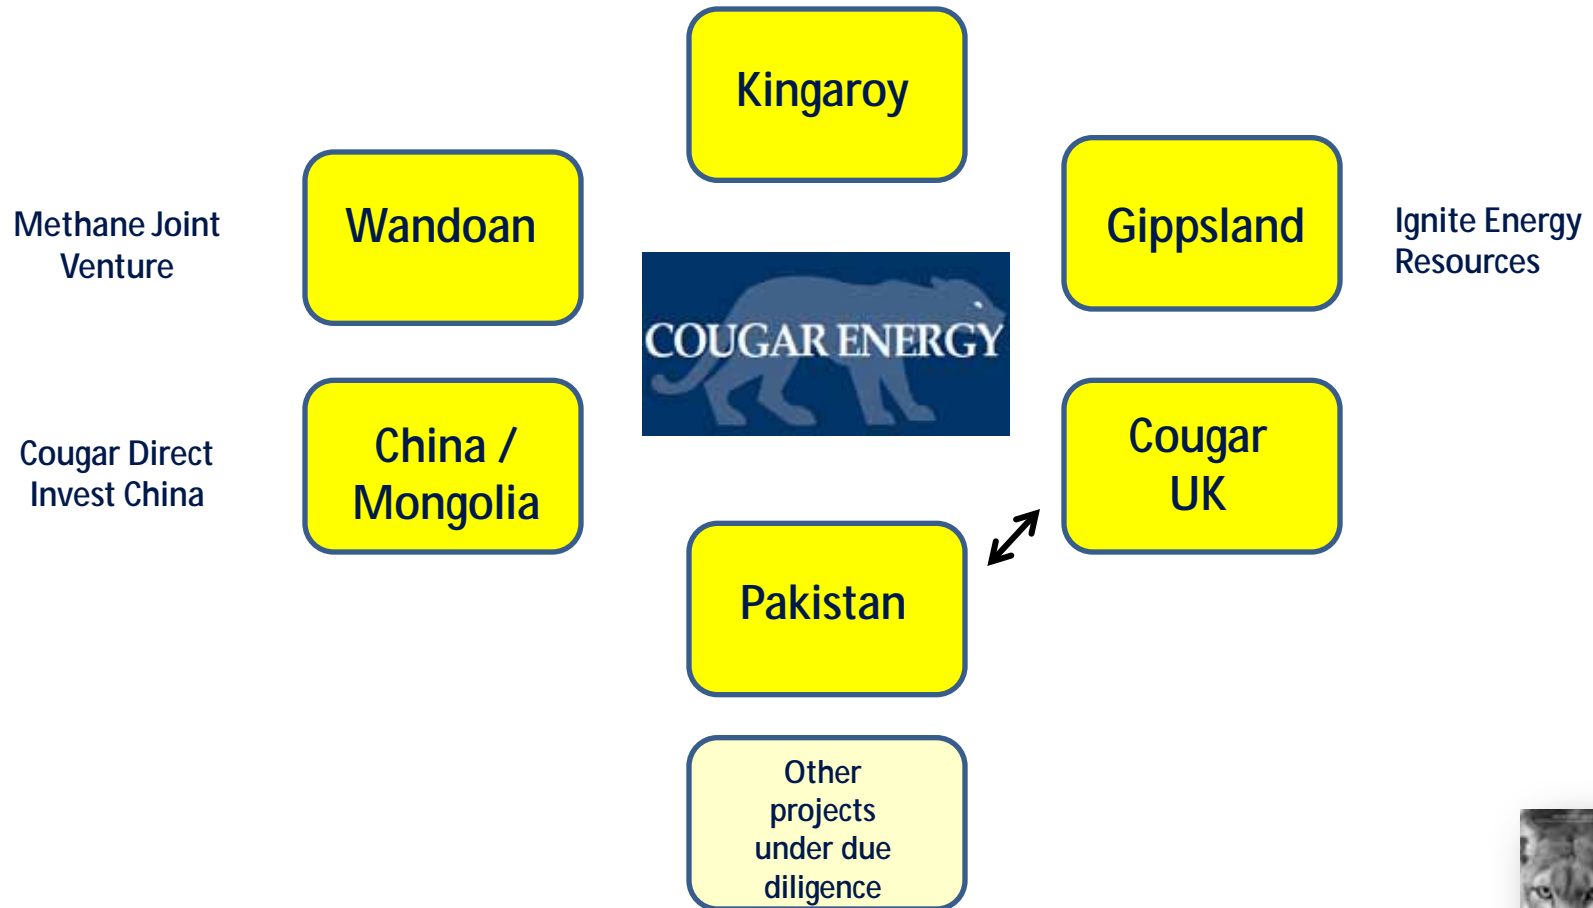 Kingaroy
Methane Joint
Venture
Wandoan
Gippsland
Ignite Energy
Resources
COUGAR ENERGY
Cougar Direct
Invest China
China /
Mongolia
Cougar
UK
Pakistan
Other
projects
under due
diligence